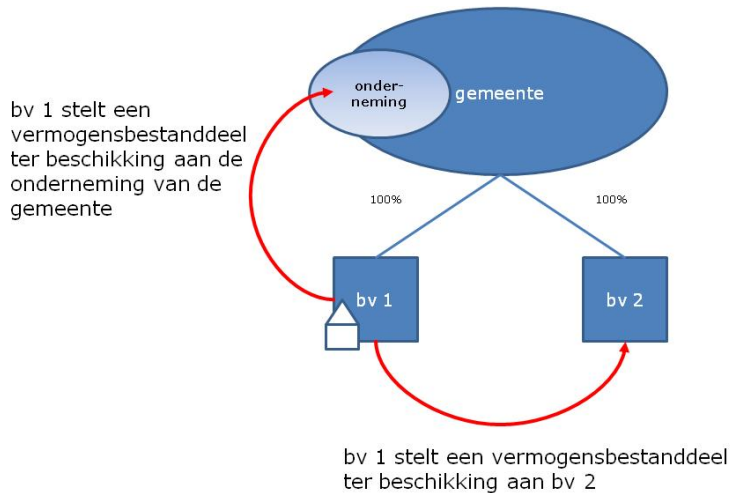 onder-
neming
gemeente
bv 1 stelt een
vermogensbestanddeel
ter beschikking aan de
onderneming van de
gemeente
100%
100%
bv 1
bv 2
bv 1 stelt een vermogensbestanddeel
ter beschikking aan bv 2